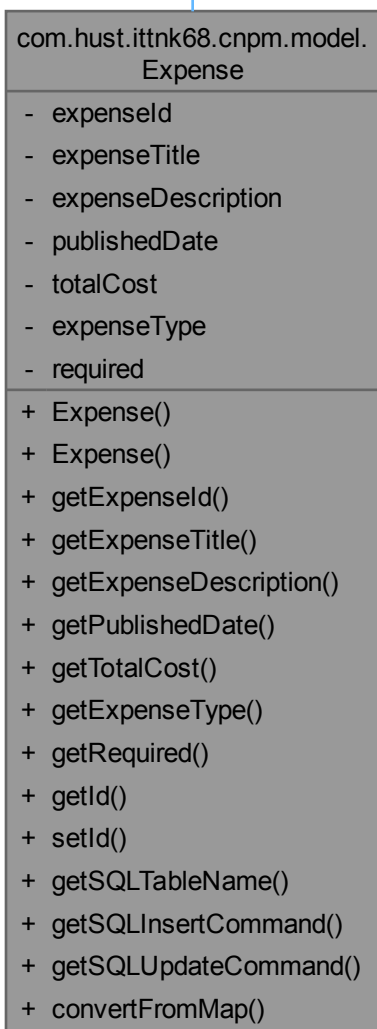 com.hust.ittnk68.cnpm.model.
Expense
- expenseId
- expenseTitle
- expenseDescription
- publishedDate
- totalCost
- expenseType
- required
+ Expense()
+ Expense()
+ getExpenseId()
+ getExpenseTitle()
+ getExpenseDescription()
+ getPublishedDate()
+ getTotalCost()
+ getExpenseType()
+ getRequired()
+ getId()
+ setId()
+ getSQLTableName()
+ getSQLInsertCommand()
+ getSQLUpdateCommand()
+ convertFromMap()